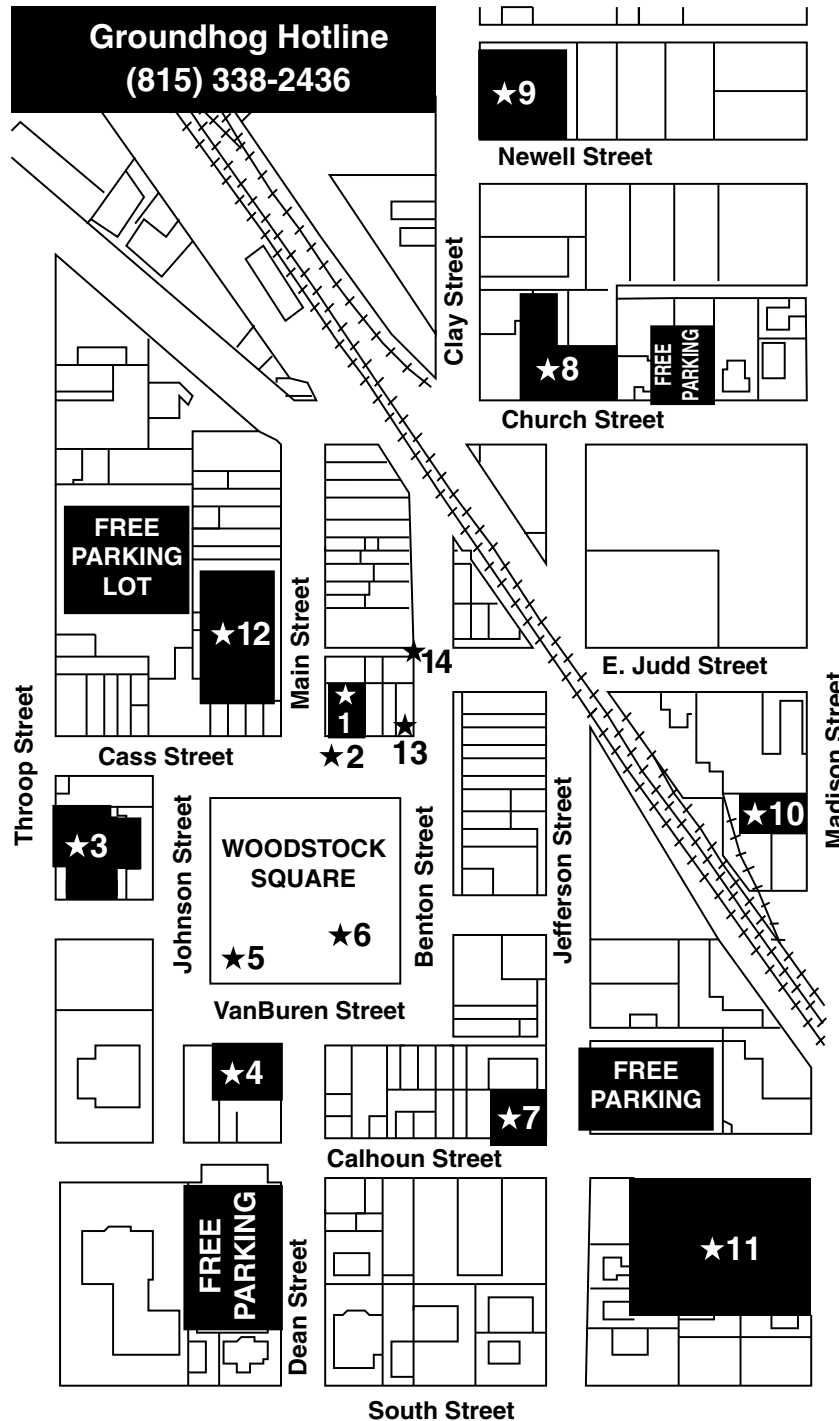 Groundhog Hotline
(815) 338-2436
★9
Newell Street
Clay Street
★8
FREE
PARKING
Church Street
FREE
PARKING
LOT
★12
Main Street
★14
E. Judd Street
★
1
★2
★13
Cass Street
Throop Street
Madison Street
★10
★3
Johnson Street
WOODSTOCK
SQUARE
Benton Street
Jefferson Street
★6
★5
VanBuren Street
★4
FREE
PARKING
★7
Calhoun Street
FREE
PARKING
Dean Street
★11
South Street